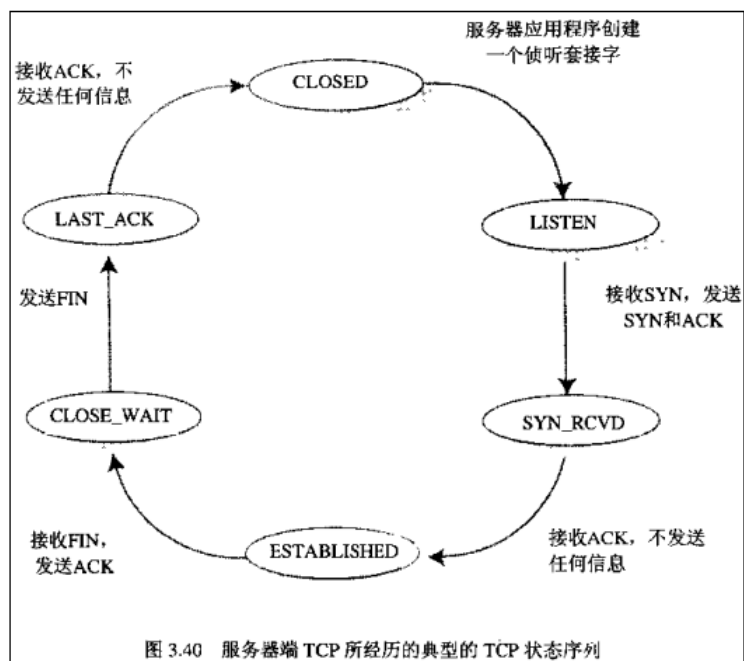 服务器应用程序创建
一个侦听套接字
接收ACK，不
发送任何信息
CLOSED
LAST_ACK
LISTEN
发送FIN
接收SYN，发送
SYN和ACK
CLOSE_WAIT
SYN_RCVD
接收FIN，
发送ACK
ESTABLISHED
接收ACK，不发送
任何信息
图 3.40 服务器端 TCP 所经历的典型的 TCP 状态序列